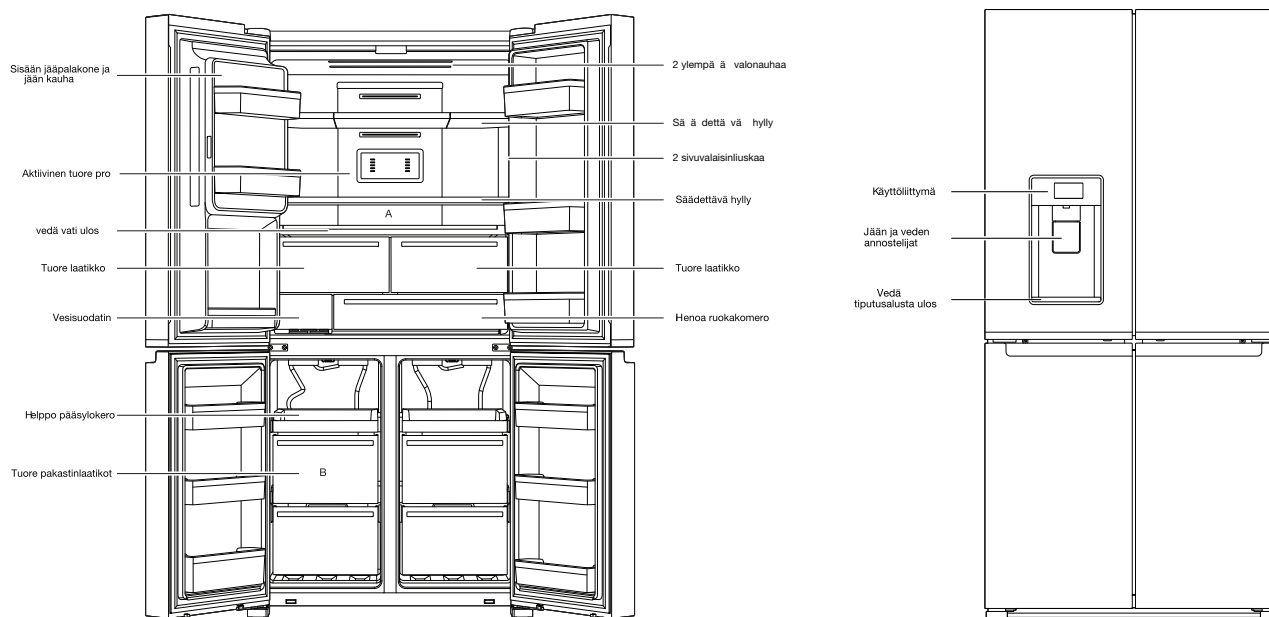 Sisään jääpalakone ja
jään kauha
Aktiivinen tuore pro
vedä vati ulos
Tuore laatikko
Vesisuodatin
Helppo pääsylokero
Tuore pakastinlaatikot
A
B
2 ylempä ä valonauhaa
Sä ä dettä vä hylly
2 sivuvalaisinliuskaa
Säädettävä hylly
Tuore laatikko
Henoa ruokakomero
Käyttöliittymä
Jään ja veden
annostelijat
Vedä
tiputusalusta ulos